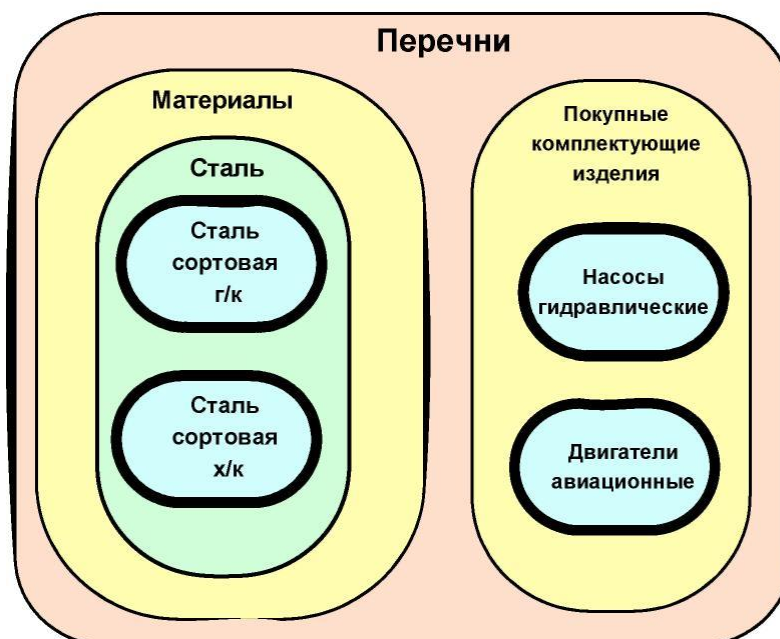 Перечни
Материалы
Сталь
Сталь
сортовая
г/к
Сталь
сортовая
х/к
Покупные
комплектующие
изделия
Насосы
гидравлические
Двигатели
авиационные